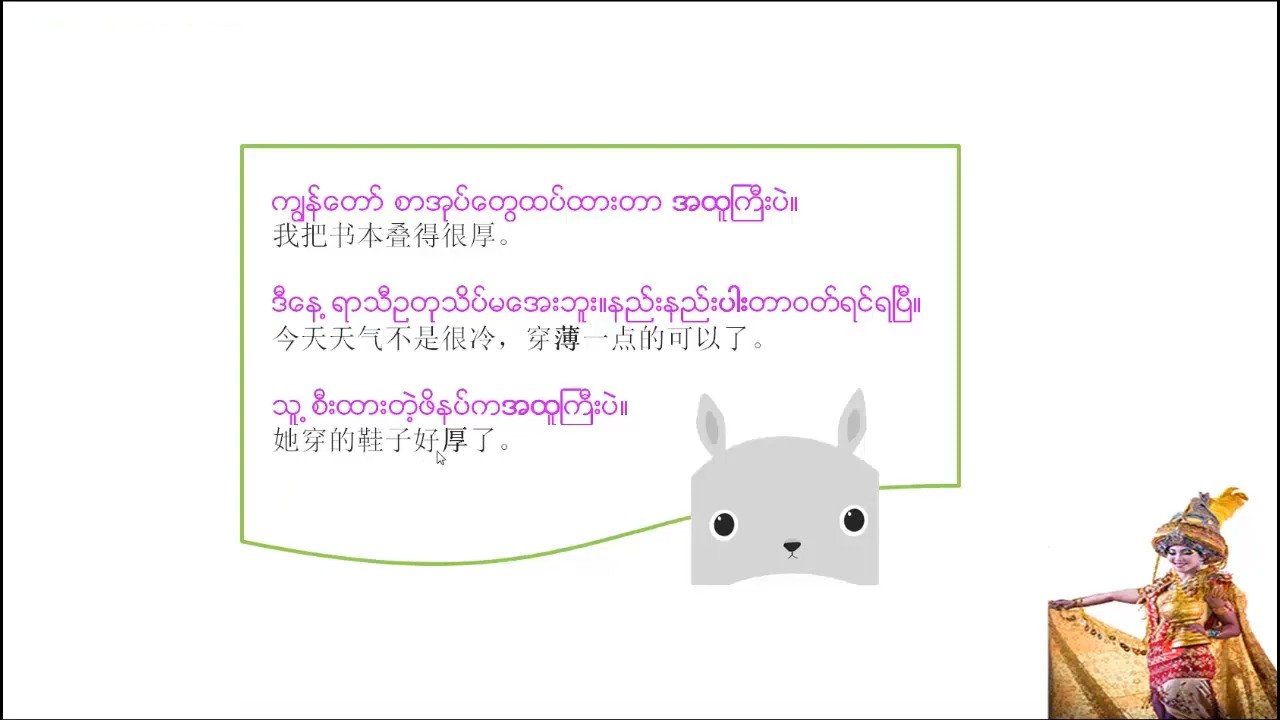 ကျွန်တော် စာအုပ်တွေထပ်ထားတာ အထူကြီးပဲ။
我把书本叠得很厚。
ဒီနေ့ ရာသီဥတုသိပ်မအေးဘူး။နည်းနည်းပါးတာဝတ်ရင်ရပြီ။
今天天气不是很冷，穿薄一点的可以了。
သူ့ စီးထားတဲ့ဖိနပ်ကအထူကြီးပဲ။
她穿的鞋子好厚了。